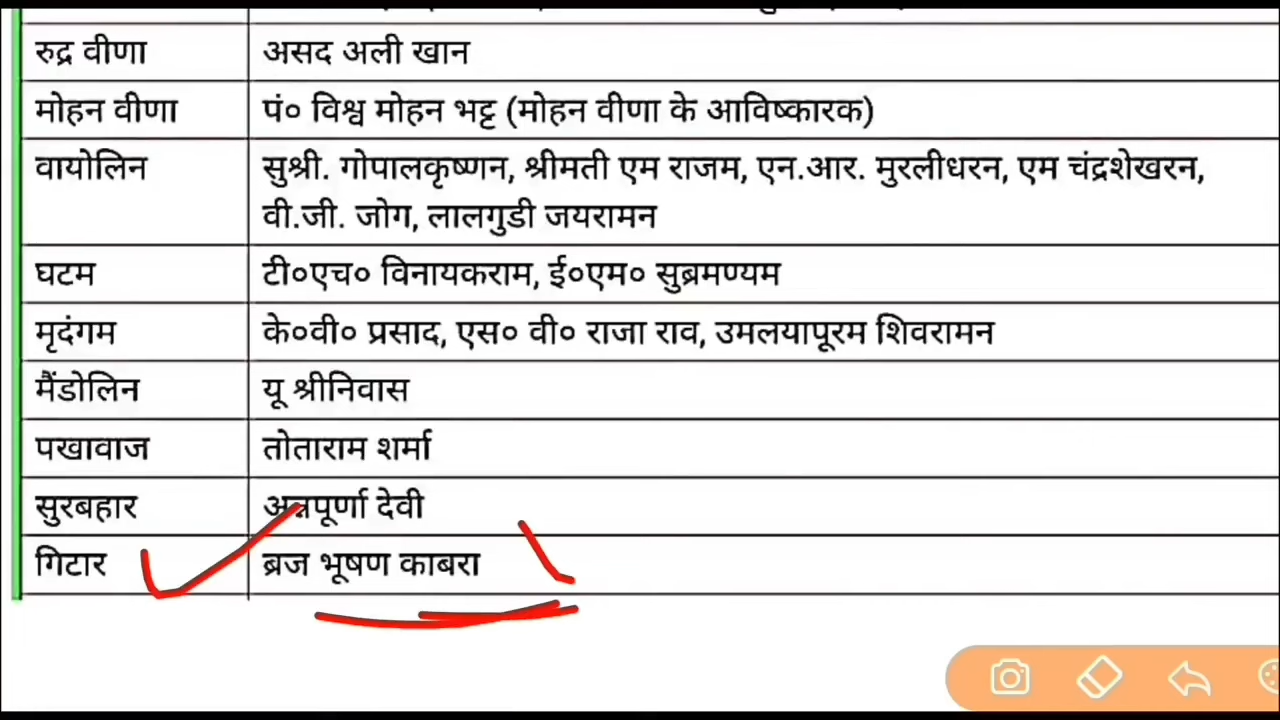 रुद्र वीणा असद अली खान
मोहन वीणा पं० विश्व मोहन भट्ट (मोहन वीणा के आविष्कारक)
वायोलिन सुश्री. गोपालकृष्णन, श्रीमती एम राजम, एन.आर. मुरलीधरन, एम चंद्रशेखरन,
वी.जी. जोग, लालगुडी जयरामन
घटम टी०एच० विनायकराम, ई०एम० सुब्रमण्यम
मृदंगम के०वी० प्रसाद, एस० वी० राजा राव, उमलयापूरम शिवरामन
मैंडोलिन यू श्रीनिवास
पखावाज तोताराम शर्मा
सुरबहार अन्नपूर्णा देवी
गिटार ब्रज भूषण काबरा